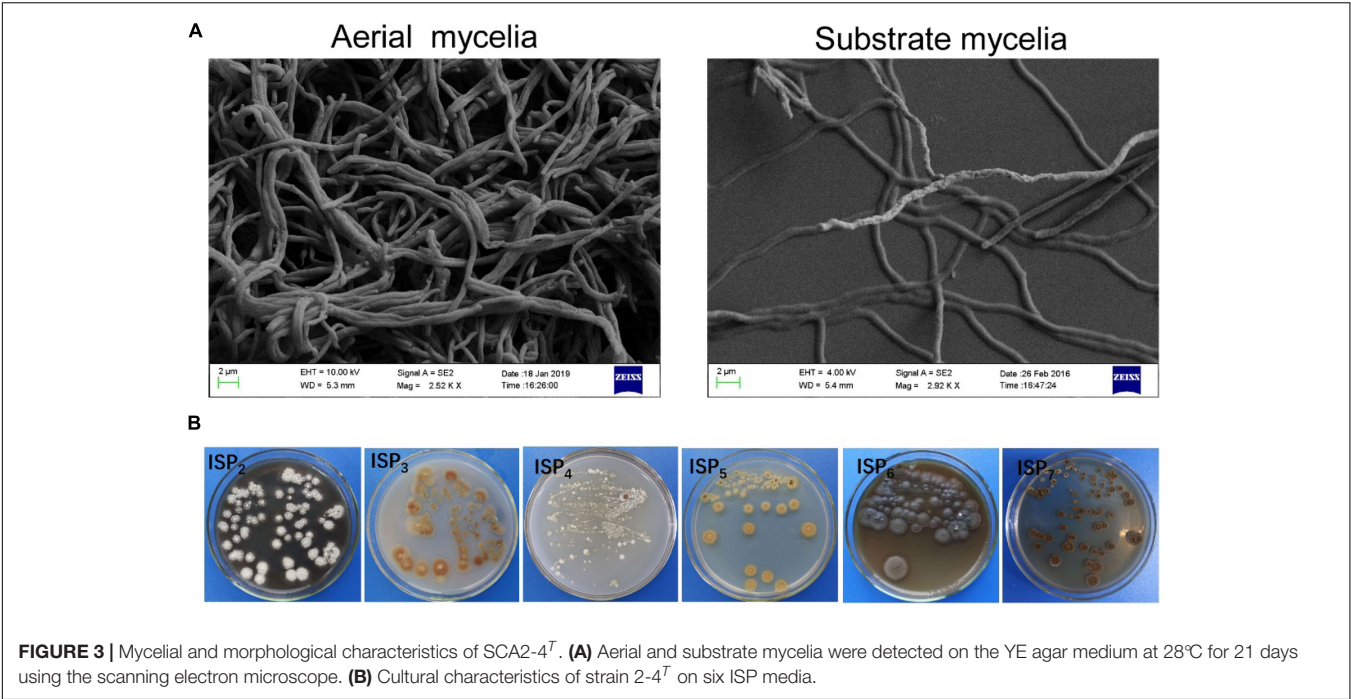 A
Aerial mycelia
Substrate mycelia
2 µm
EHT = 10.00 kV
WD = 5.3 mm
Signal A = SE2
Mag = 2.52 K X
Date :18 Jan 2019
Time :16:26:00
ZEISS
2 µm
EHT = 4.00 kV
WD = 5.4 mm
Signal A = SE2
Mag = 2.92 K X
Date :26 Feb 2016
Time :16:47:24
ZEISS
B
ISP2
ISP3
ISP4
ISP5
ISP6
ISP7
FIGURE 3 | Mycelial and morphological characteristics of SCA2-4T. (A) Aerial and substrate mycelia were detected on the YE agar medium at 28°C for 21 days
using the scanning electron microscope. (B) Cultural characteristics of strain 2-4T on six ISP media.